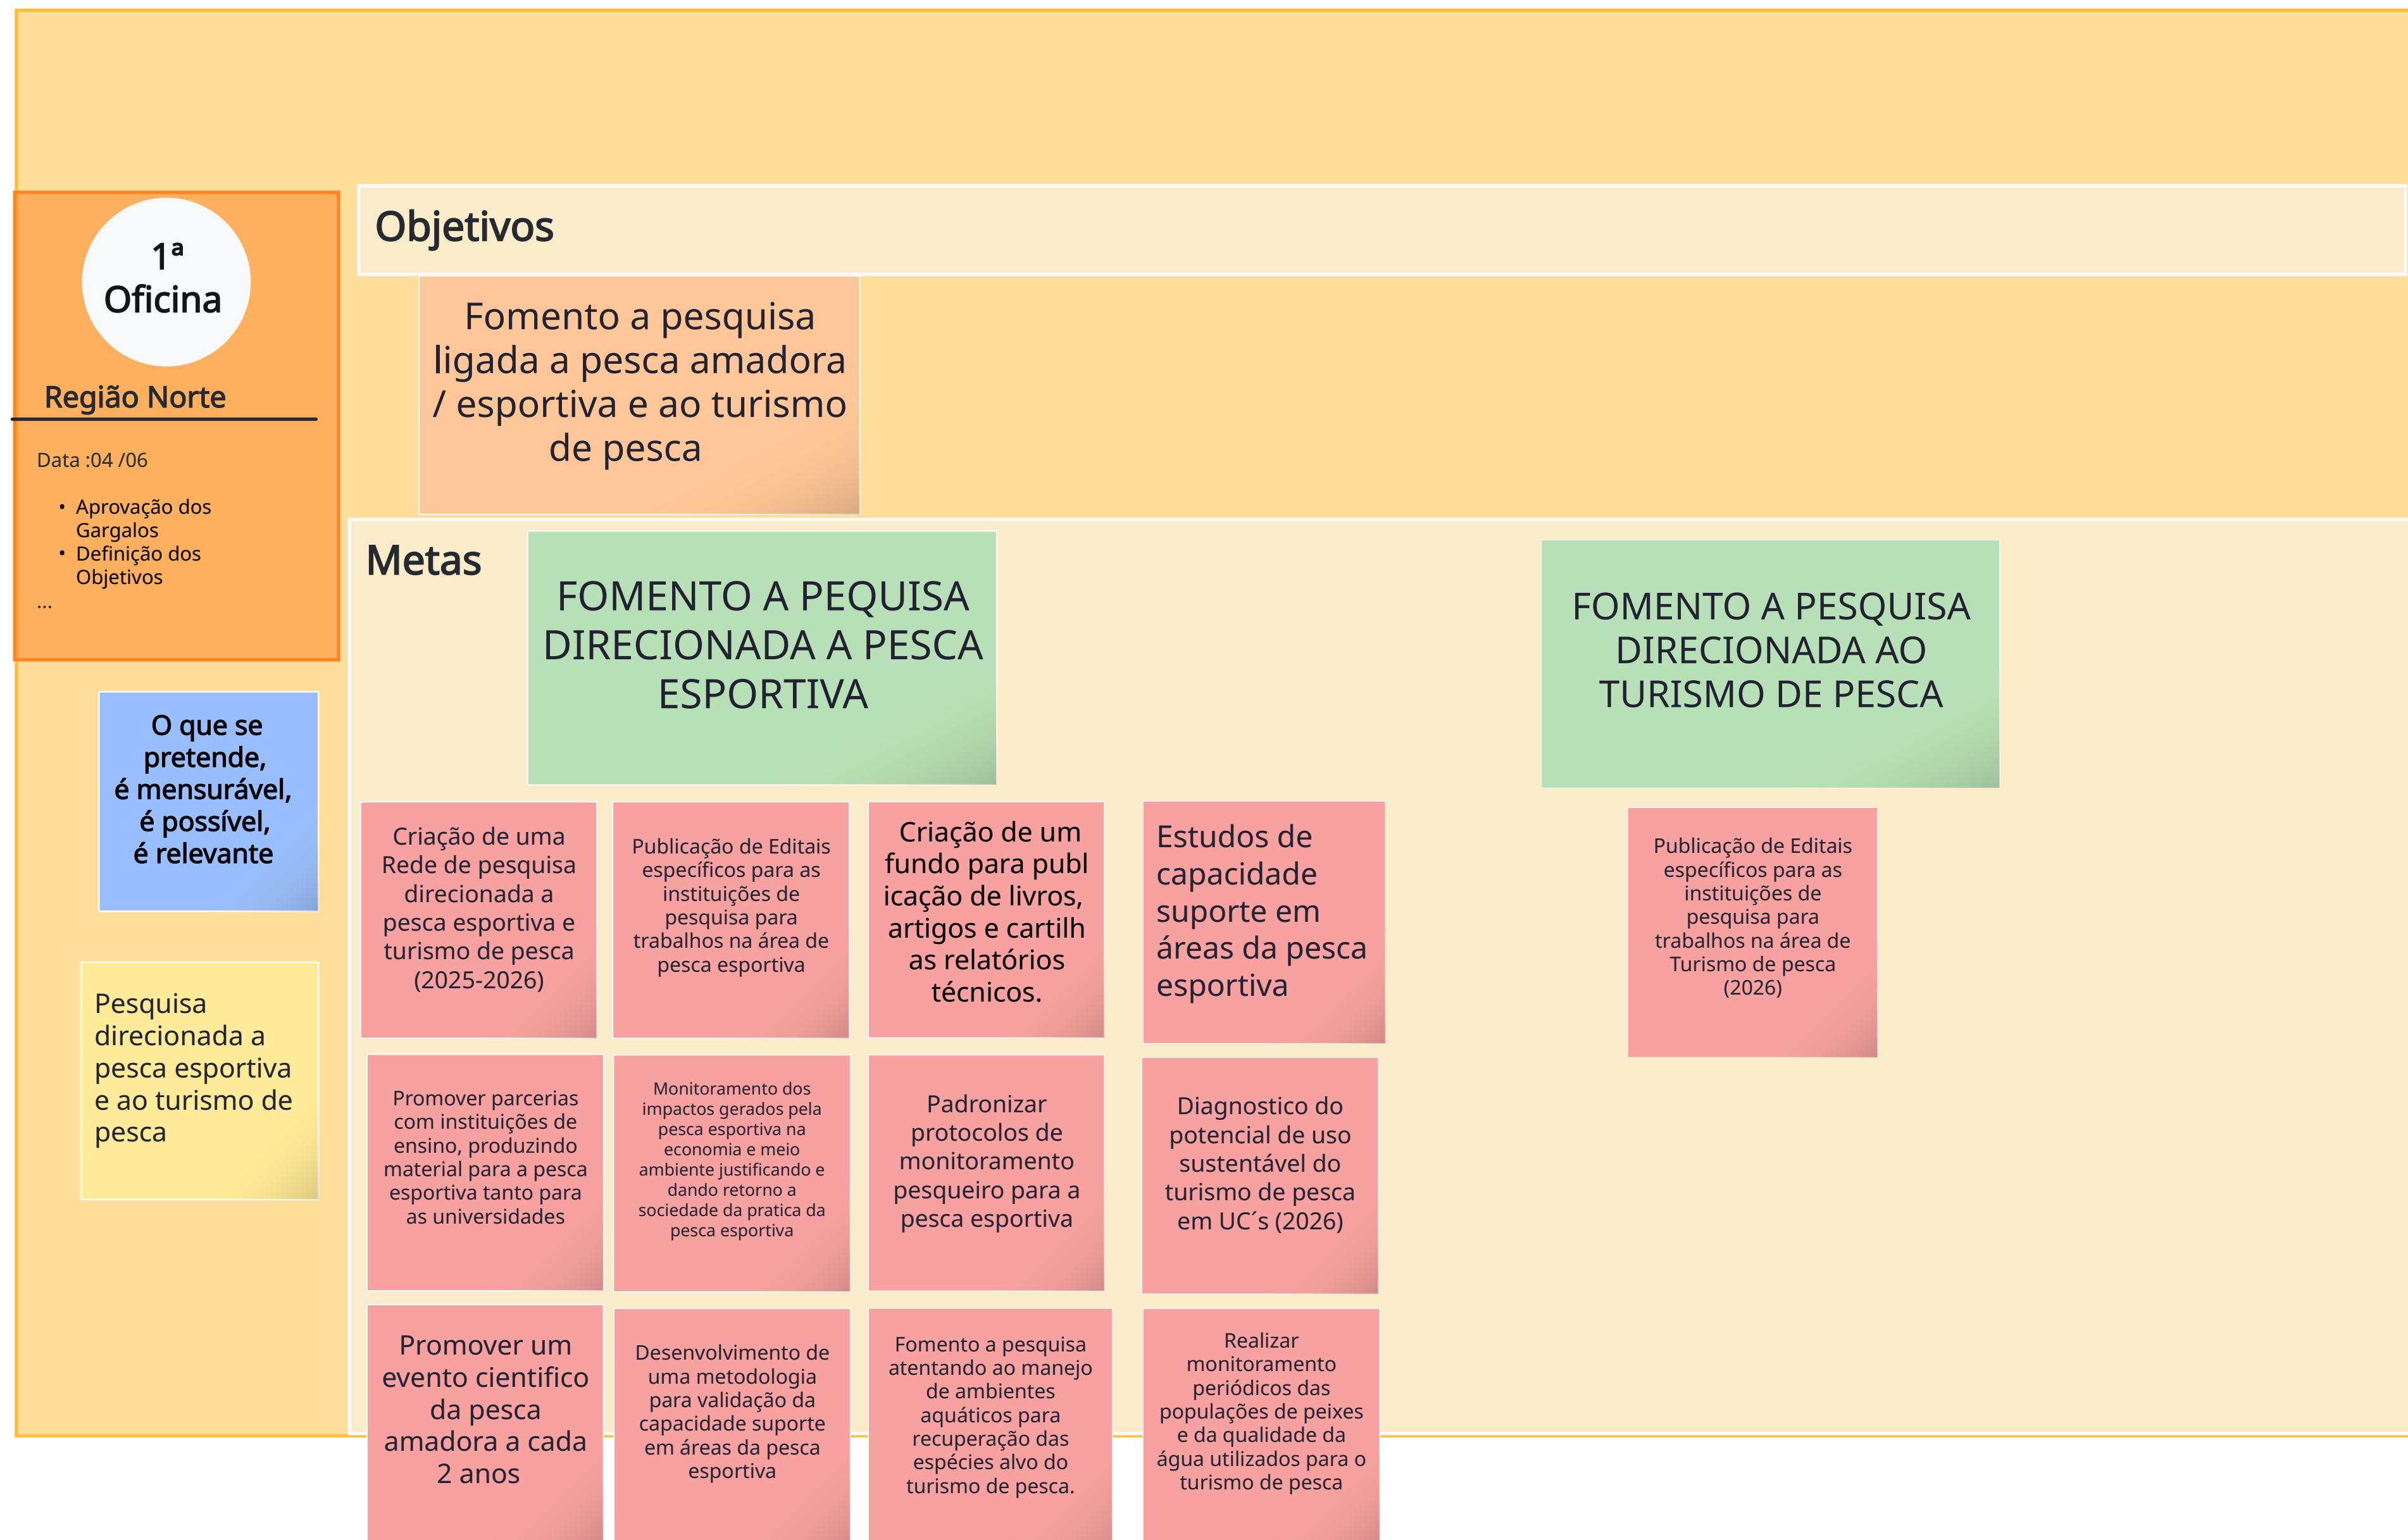 1ª
Oficina
Região Norte
Data :04 /06
• Aprovação dos
Gargalos
• Definição dos
Objetivos
...
O que se
pretende,
é mensurável,
é possível,
é relevante
Pesquisa
direcionada a
pesca esportiva
e ao turismo de
pesca
Objetivos
Fomento a pesquisa
ligada a pesca amadora
/ esportiva e ao turismo
de pesca
Metas
FOMENTO A PEQUISA
DIRECIONADA A PESCA
ESPORTIVA
FOMENTO A PESQUISA
DIRECIONADA AO
TURISMO DE PESCA
Criação de uma
Rede de pesquisa
direcionada a
pesca esportiva e
turismo de pesca
(2025-2026)
Publicação de Editais
específicos para as
instituições de
pesquisa para
trabalhos na área de
pesca esportiva
Criação de um
fundo para publ
icação de livros,
artigos e cartilh
as relatórios
técnicos.
Estudos de
capacidade
suporte em
áreas da pesca
esportiva
Publicação de Editais
específicos para as
instituições de
pesquisa para
trabalhos na área de
Turismo de pesca
(2026)
Promover parcerias
com instituições de
ensino, produzindo
material para a pesca
esportiva tanto para
as universidades
Monitoramento dos
impactos gerados pela
pesca esportiva na
economia e meio
ambiente justificando e
dando retorno a
sociedade da pratica da
pesca esportiva
Padronizar
protocolos de
monitoramento
pesqueiro para a
pesca esportiva
Diagnostico do
potencial de uso
sustentável do
turismo de pesca
em UC´s (2026)
Promover um
evento cientifico
da pesca
amadora a cada
2 anos
Desenvolvimento de
uma metodologia
para validação da
capacidade suporte
em áreas da pesca
esportiva
Fomento a pesquisa
atentando ao manejo
de ambientes
aquáticos para
recuperação das
espécies alvo do
turismo de pesca.
Realizar
monitoramento
periódicos das
populações de peixes
e da qualidade da
água utilizados para o
turismo de pesca